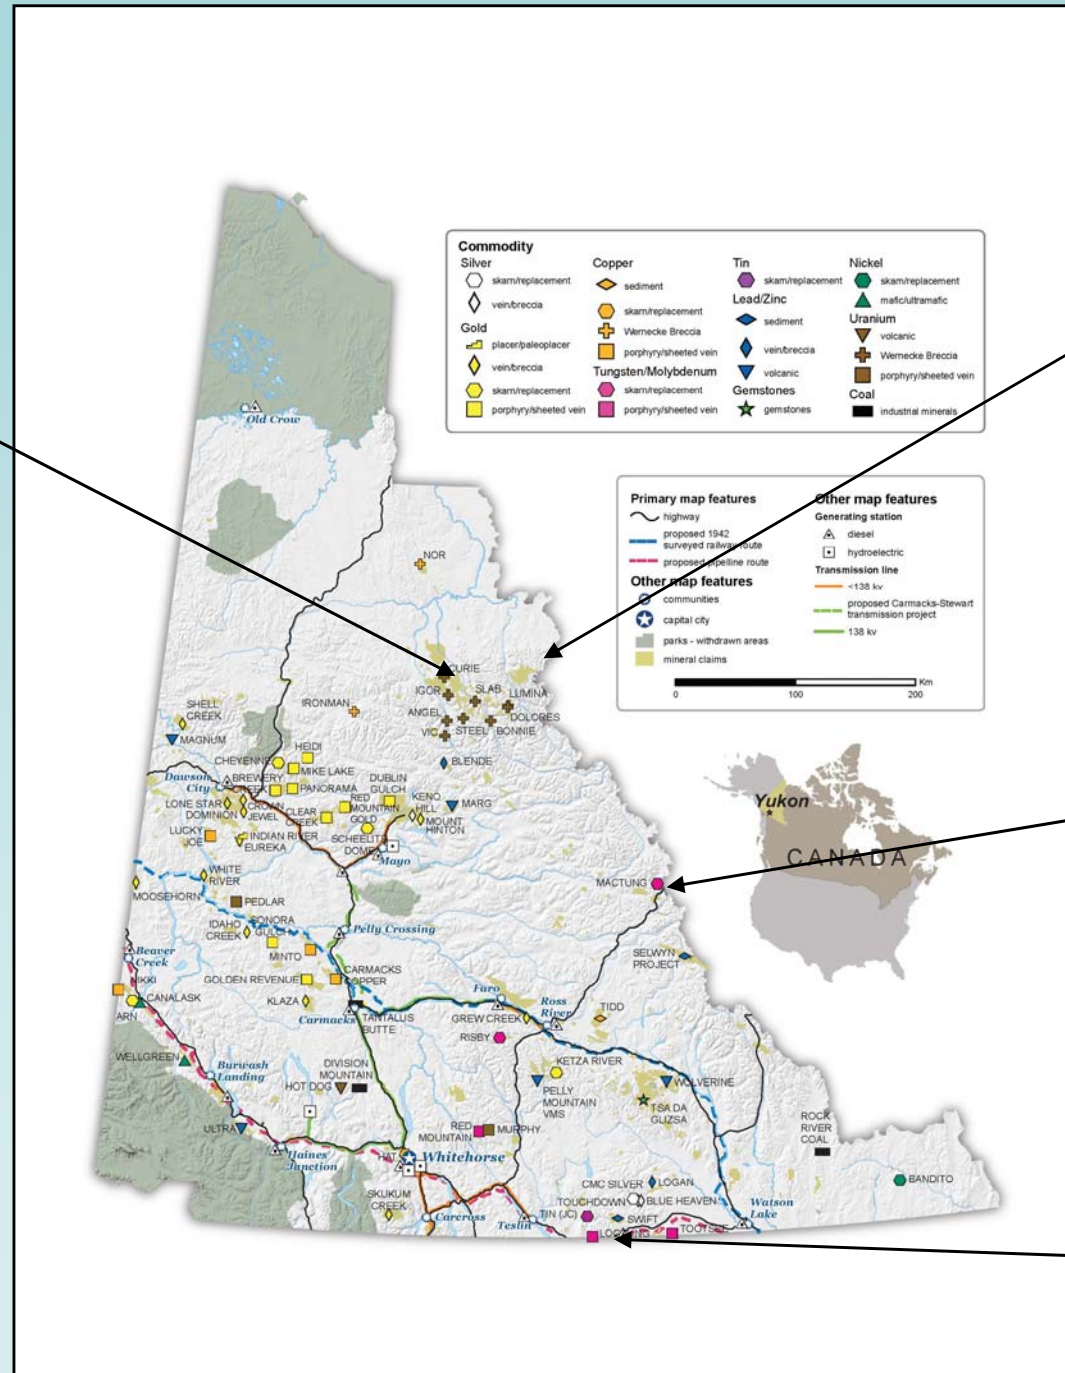 Commodity
Silver
skarn/replacement
vein/breccia
Gold
placer/paleoplacer
vein/breccia
skarn/replacement
porphyry/sheeted vein
Copper
sediment
skarn/replacement
Wernecke Breccia
porphyry/sheeted vein
Tungsten/Molybdenum
skarn/replacement
porphyry/sheeted vein
Tin
skarn/replacement
Lead/Zinc
sediment
vein/breccia
volcanic
Gemstones
gemstones
Nickel
skarn/replacement
mafic/ultramafic
Uranium
volcanic
Wernecke Breccia
porphyry/sheeted vein
Coal
industrial minerals
Primary map features
highway
proposed 1942
surveyed railway route
proposed pipeline route
Other map features
communities
capital city
parks - withdrawn areas
mineral claims
Other map features
Generating station
diesel
hydroelectric
Transmission line
<138 kv
proposed Carmacks-Stewart
transmission project
138 kv
0 100 200
Km
Yukon
CANADA
Old Crow
NOR
CURIE
IGOR
SLAB
LUMINA
IRONMAN
ANGEL
DOLORES
VIC
STEEL
BONNIE
SHELL
CREEK
MAGNUM
HEIDI
CHEYENNE
MIKE LAKE
BLENDE
Dawson
City
BREWERY
CREEK
PANORAMA
DUBLIN
GULCH
KENO
HILL
MARG
LONE STAR
DOMINION
CROWN
JEWEL
CLEAR
CREEK
RED
MOUNTAIN
GOLD
MOUNT
HINTON
LUCKY
JOE
INDIAN RIVER
EUREKA
SCHEELITE
DOME
Mayo
WHITE
RIVER
MOOSEHORN
PEDLAR
MACTUNG
IDAHO
CREEK
SONORA
GULCH
Pelly Crossing
MINTO
SELWYN
PROJECT
Beaver
Creek
NIKKI
CANALASK
ARN
GOLDEN REVENUE
CARMACKS
COPPER
KLAZA
Carmacks
TANTALUS
BUTTE
Faro
GREW CREEK
Ross
River
TIDD
RISBY
WELLGREEN
Burwash
Landing
DIVISION
MOUNTAIN
HOT DOG
KETZA RIVER
PELLY
MOUNTAIN
VMS
WOLVERINE
TSA DA
GLIZSA
ROCK
RIVER
COAL
ULTRA
RED
MOUNTAIN
MURPHY
Haines
Junction
HAT
Whitehorse
BANDITO
SKUKUM
CREEK
CMC SILVER
LOGAN
TOUCHDOWN
BLUE HEAVEN
Watson
Lake
Carcross
Teslin
TIN (JC)
SWIFT
TOOTSEE